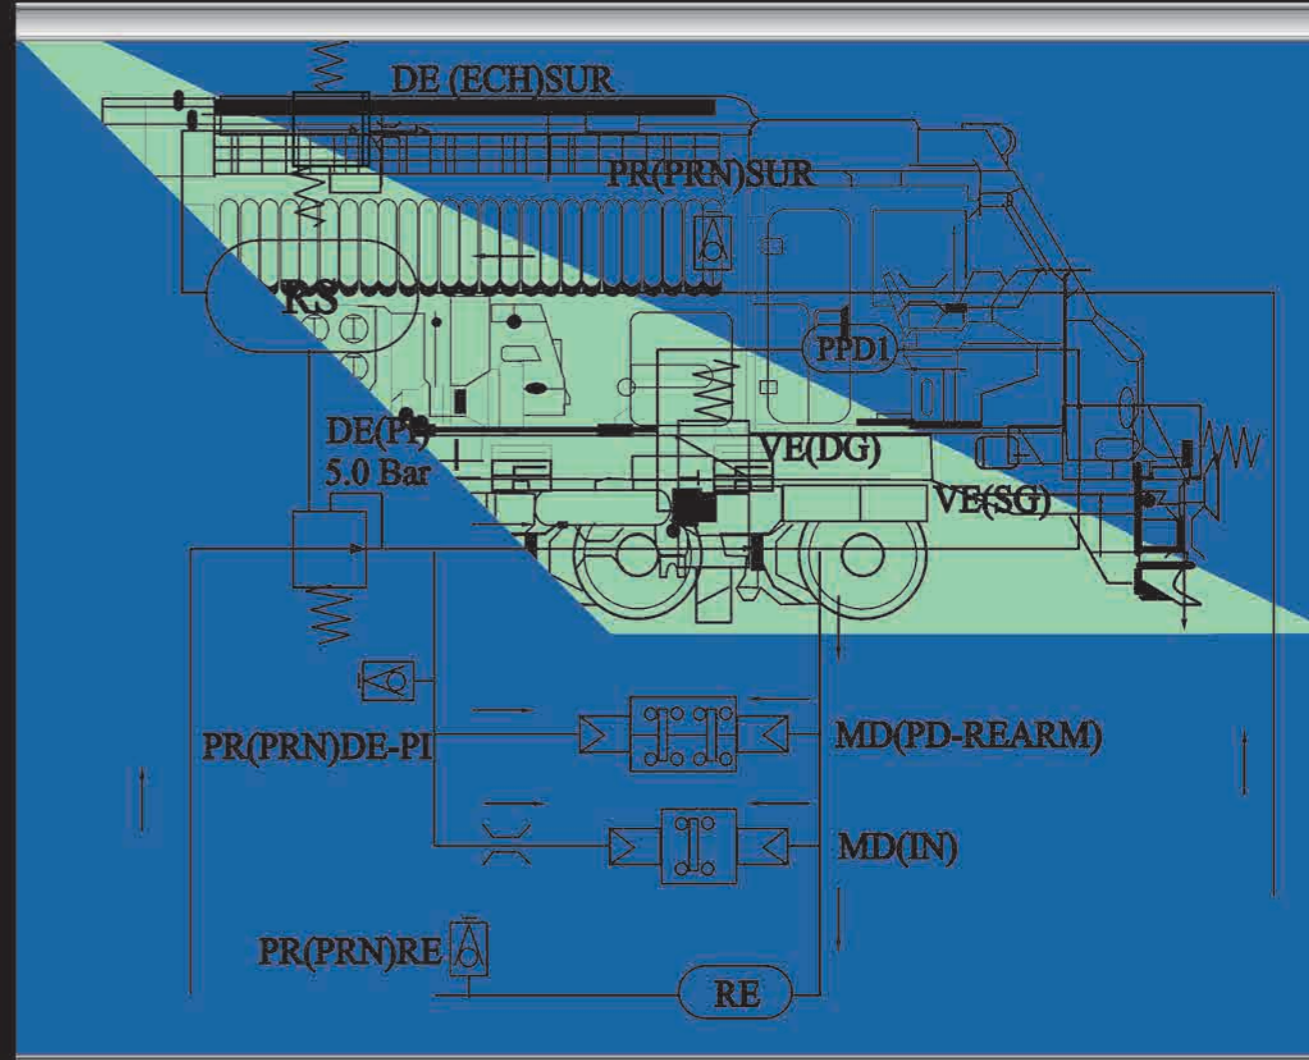 DE (ECH)SUR
PR(PRN)SUR
RS
PPD1
DE(PI)
5.0 Bar
VE(DG)
VE(SG)
PR(PRN)DE-PI
MD(PD-REARM)
MD(IN)
PR(PRN)RE
RE